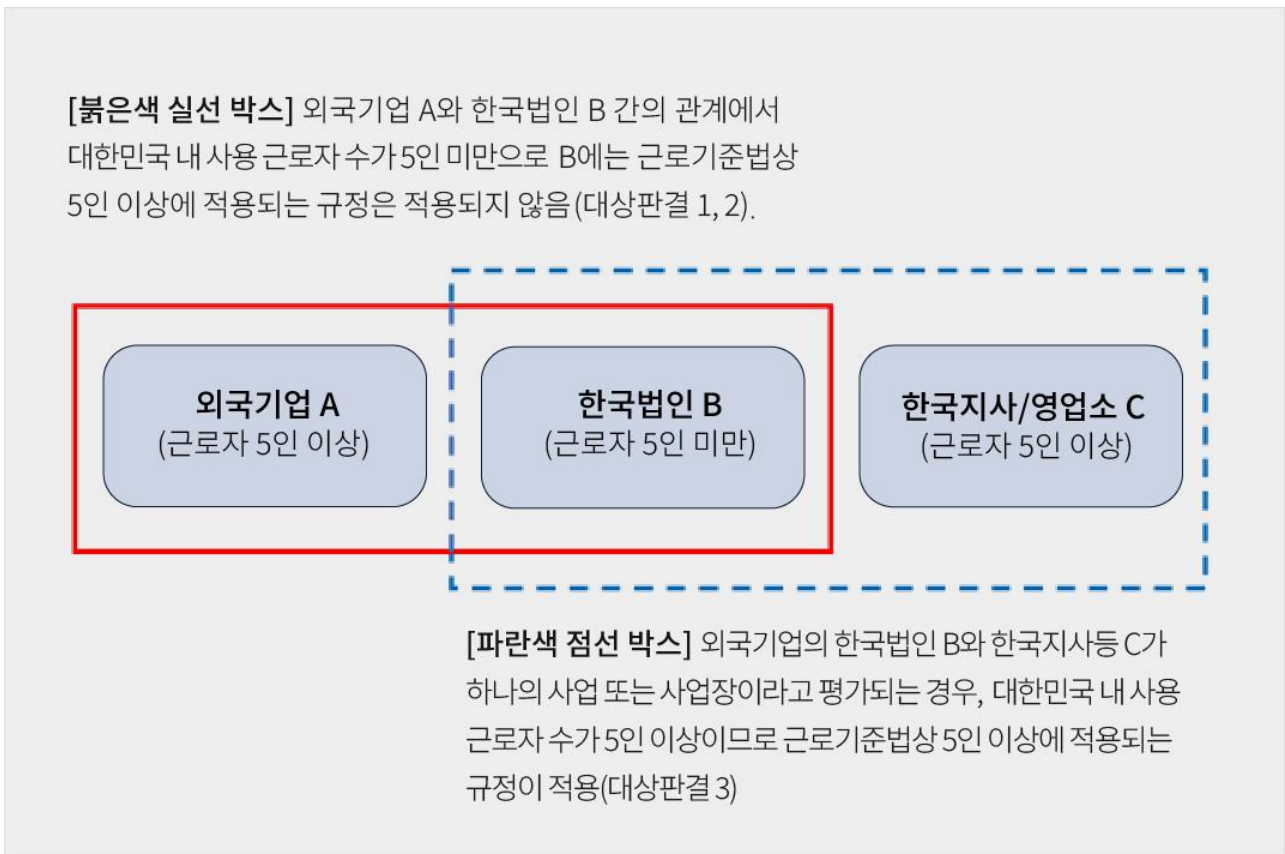 [붉은색 실선 박스] 외국기업 A와 한국법인 B 간의 관계에서
대한민국 내 사용 근로자 수가 5인 미만으로 B에는 근로기준법상
5인 이상에 적용되는 규정은 적용되지 않음(대상판결 1, 2).
외국기업 A
(근로자 5인 이상)
한국법인 B
(근로자 5인 미만)
한국지사/영업소 C
(근로자 5인 이상)
[파란색 점선 박스] 외국기업의 한국법인 B와 한국지사등 C가
하나의 사업 또는 사업장이라고 평가되는 경우, 대한민국 내 사용
근로자 수가 5인 이상이므로 근로기준법상 5인 이상에 적용되는
규정이 적용(대상판결 3)